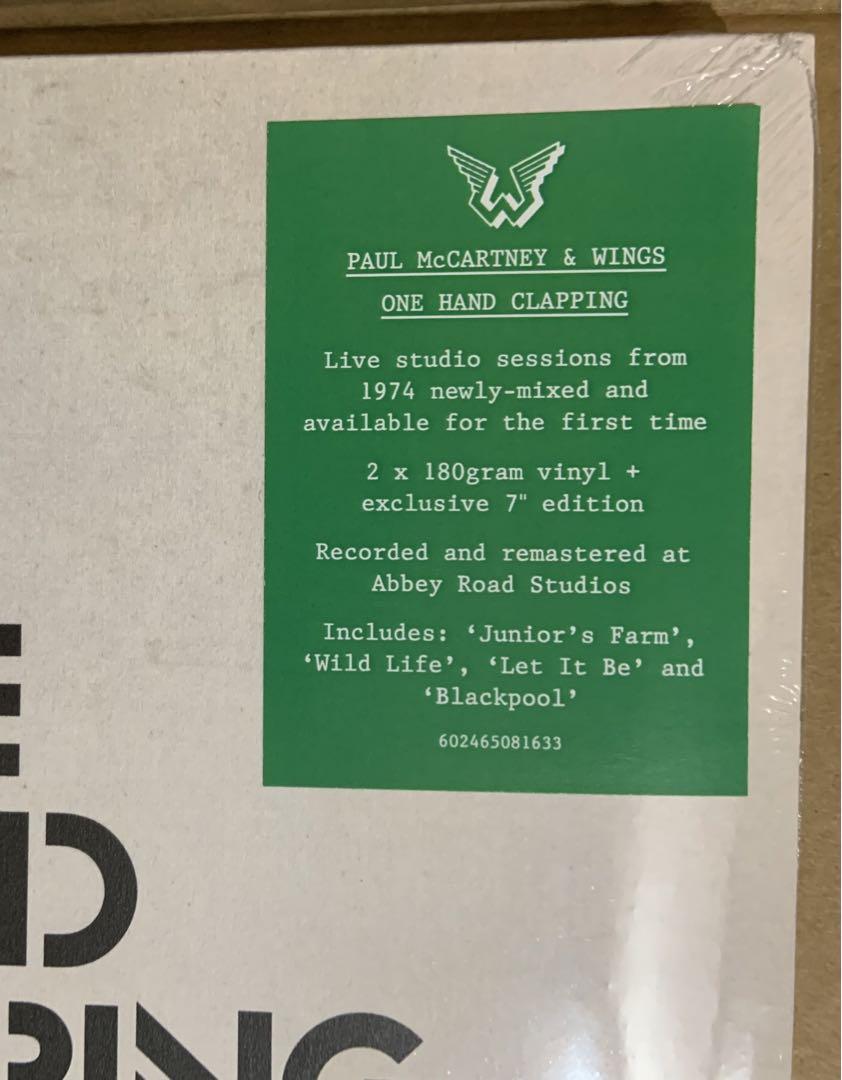 W
PAUL McCARTNEY & WINGS
ONE HAND CLAPPING
Live studio sessions from
1974 newly-mixed and
available for the first time
2 x 180gram vinyl +
exclusive 7" edition
Recorded and remastered at
Abbey Road Studios
Includes: ‘Junior’s Farm’,
‘Wild Life’, ‘Let It Be’ and
‘Blackpool’
602465081633
E
D
PING